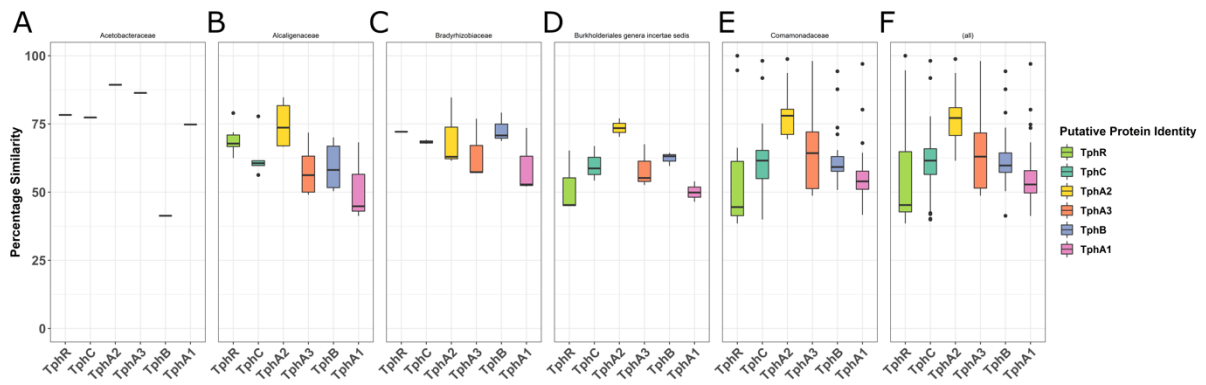 A B C D E F
Acetobacteraceae Alcaligenaceae Bradyrhizobiaceae Burkholderiales genera incertae sedis Comamonadaceae (all)
Percentage Similarity
100
75
50
25
0
TphR TphC TphA2 TphA3 TphB TphA1
TphR TphC TphA2 TphA3 TphB TphA1
TphR TphC TphA2 TphA3 TphB TphA1
TphR TphC TphA2 TphA3 TphB TphA1
TphR TphC TphA2 TphA3 TphB TphA1
TphR TphC TphA2 TphA3 TphB TphA1
Putative Protein Identity
TphR
TphC
TphA2
TphA3
TphB
TphA1